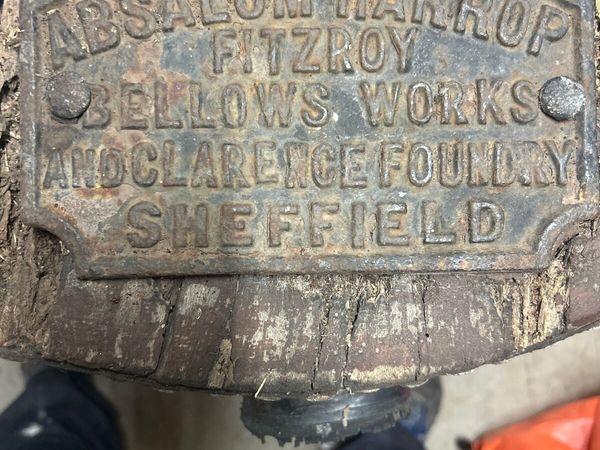 ABSALOM HARROP
FITZROY
BELLOWS WORKS
AND CLARENCE FOUNDRY
SHEFFIELD